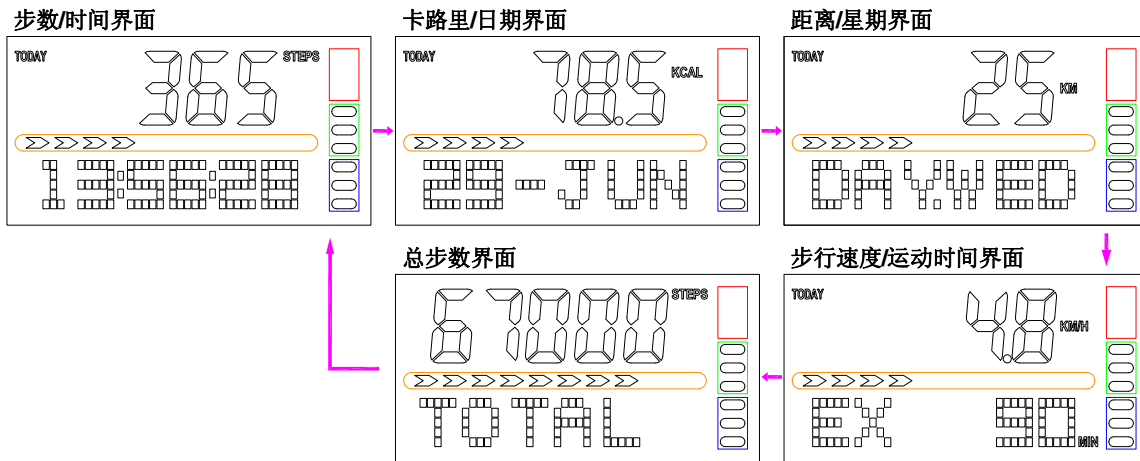 步数/时间界面
TODAY 365 STEPS
13:56:28
卡路里/日期界面
TODAY 78.5 KCAL
29-JUN
距离/星期界面
TODAY 25 KM
DAY.WED
总步数界面
67000 STEPS
TOTAL
步行速度/运动时间界面
TODAY 4.8 KM/H
EX 90 MIN